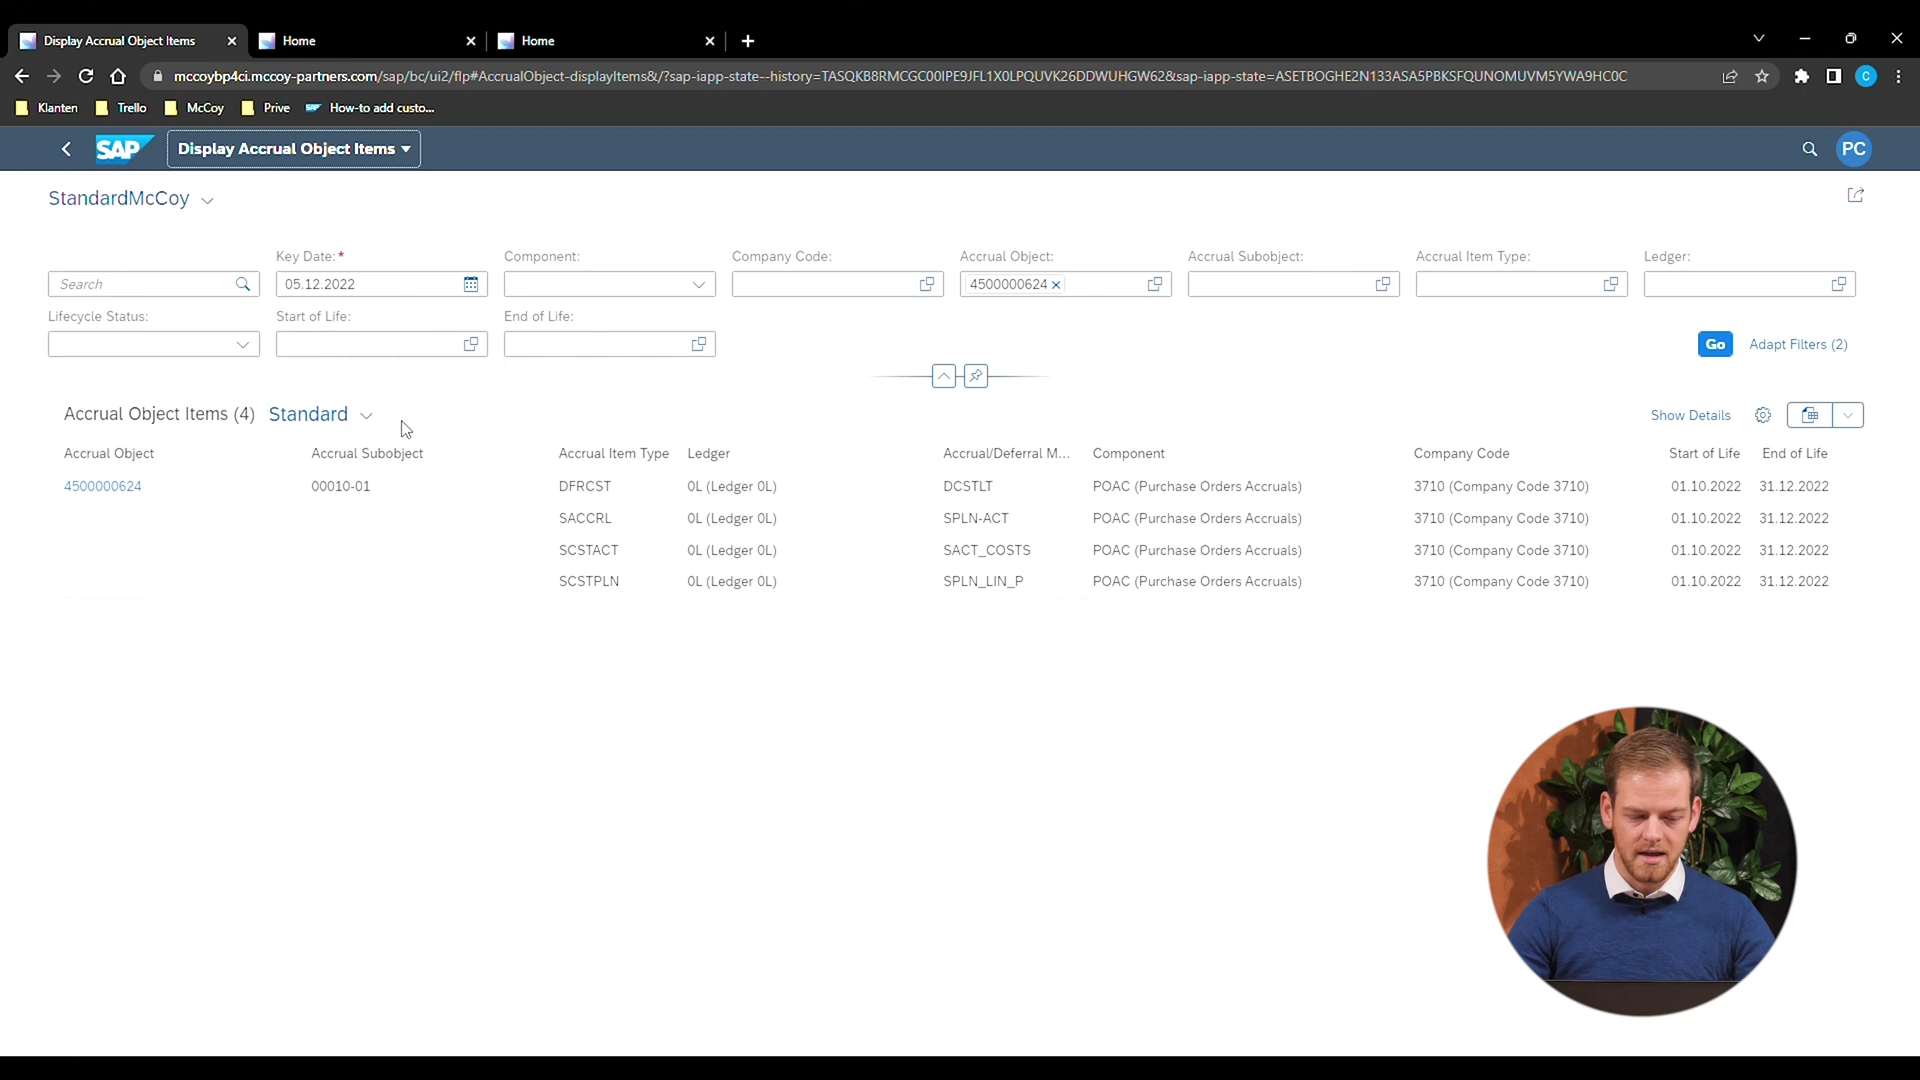 Display Accrual Object Items
Home
Home
mccoybp4ci.mccoy-partners.com/sap/bc/ui2/flp#AccrualObject-displayItems&/?sap-iapp-state--history=TASQKB8RMCGC00IPE9JFL1X0LPQUVK26DDWUHGW62&sap-iapp-state=ASETBOGHE2N133ASA5PBKSFQUNOMUVM5YWA9HC0C
C
Klanten Trello McCoy Prive How-to add custo...
SAP Display Accrual Object Items PC
StandardMcCoy
Key Date:* Component: Company Code: Accrual Object: Accrual Subobject: Accrual Item Type: Ledger:
Search 05.12.2022 4500000624
Lifecycle Status: Start of Life: End of Life:
Go Adapt Filters (2)
Accrual Object Items (4) Standard Show Details
Accrual Object Accrual Subobject Accrual Item Type Ledger Accrual/Deferral M... Component Company Code Start of Life End of Life
4500000624 00010-01 DFRCST 0L (Ledger 0L) DCSTLT POAC (Purchase Orders Accruals) 3710 (Company Code 3710) 01.10.2022 31.12.2022
SACCRL 0L (Ledger 0L) SPLN-ACT POAC (Purchase Orders Accruals) 3710 (Company Code 3710) 01.10.2022 31.12.2022
SCSTACT 0L (Ledger 0L) SACT_COSTS POAC (Purchase Orders Accruals) 3710 (Company Code 3710) 01.10.2022 31.12.2022
SCSTPLN 0L (Ledger 0L) SPLN_LIN_P POAC (Purchase Orders Accruals) 3710 (Company Code 3710) 01.10.2022 31.12.2022